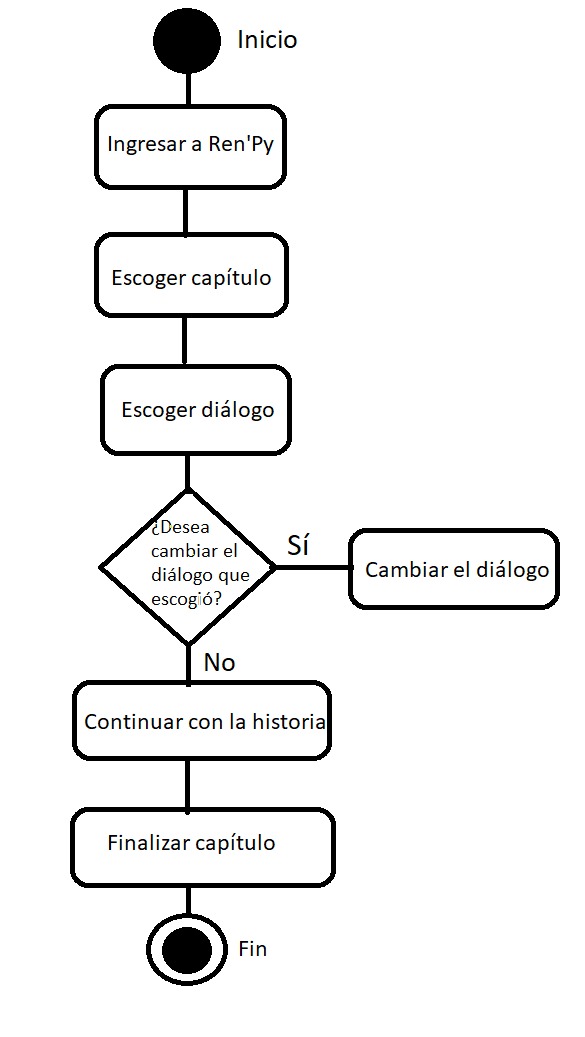 Inicio
Ingresar a Ren'Py
Escoger capítulo
Escoger diálogo
¿Desea
cambiar el
diálogo que
escogió?
Sí
Cambiar el diálogo
No
Continuar con la historia
Finalizar capítulo
Fin